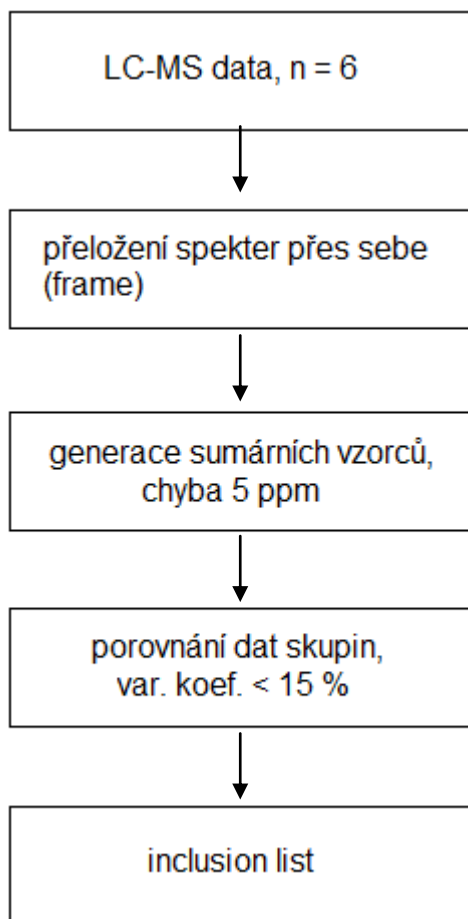 LC-MS data, n = 6
přeložení spekter přes sebe
(frame)
generace sumárních vzorců,
chyba 5 ppm
porovnání dat skupin,
var. koef. < 15 %
inclusion list